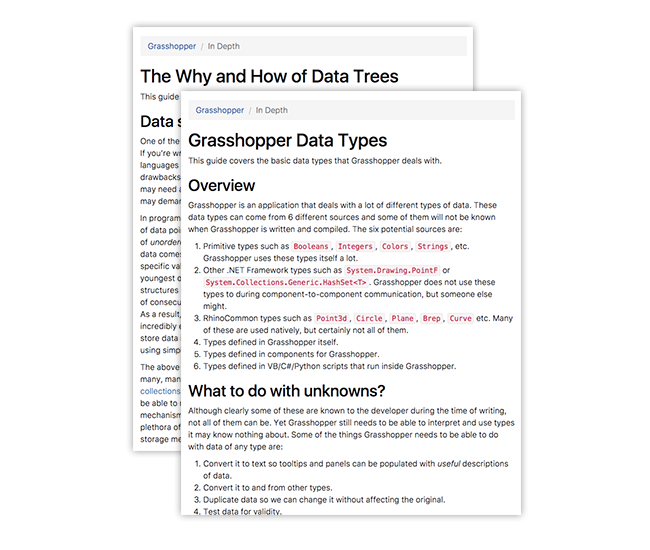 Grasshopper / In Depth
The Why and How of Data Trees
This guide
Data s
One of the
If you're wr
languages
drawbacks
may need a
may dema
In program
of data poi
of unordere
data comes
specific val
youngest o
structures
of consecu
As a result,
incredibly e
store data i
using simp
The above
many, man
collections
be able to r
mechanism
plethora of
storage me
Grasshopper / In Depth
Grasshopper Data Types
This guide covers the basic data types that Grasshopper deals with.
Overview
Grasshopper is an application that deals with a lot of different types of data. These
data types can come from 6 different sources and some of them will not be known
when Grasshopper is written and compiled. The six potential sources are:
1. Primitive types such as Booleans, Integers, Colors, Strings, etc.
Grasshopper uses these types itself a lot.
2. Other .NET Framework types such as System.Drawing.PointF or
System.Collections.Generic.HashSet<T>. Grasshopper does not use these
types to during component-to-component communication, but someone else
might.
3. RhinoCommon types such as Point3d, Circle, Plane, Brep, Curve etc. Many
of these are used natively, but certainly not all of them.
4. Types defined in Grasshopper itself.
5. Types defined in components for Grasshopper.
6. Types defined in VB/C#/Python scripts that run inside Grasshopper.
What to do with unknowns?
Although clearly some of these are known to the developer during the time of writing,
not all of them can be. Yet Grasshopper still needs to be able to interpret and use types
it may know nothing about. Some of the things Grasshopper needs to be able to do
with data of any type are:
1. Convert it to text so tooltips and panels can be populated with useful descriptions
of data.
2. Convert it to and from other types.
3. Duplicate data so we can change it without affecting the original.
4. Test data for validity.